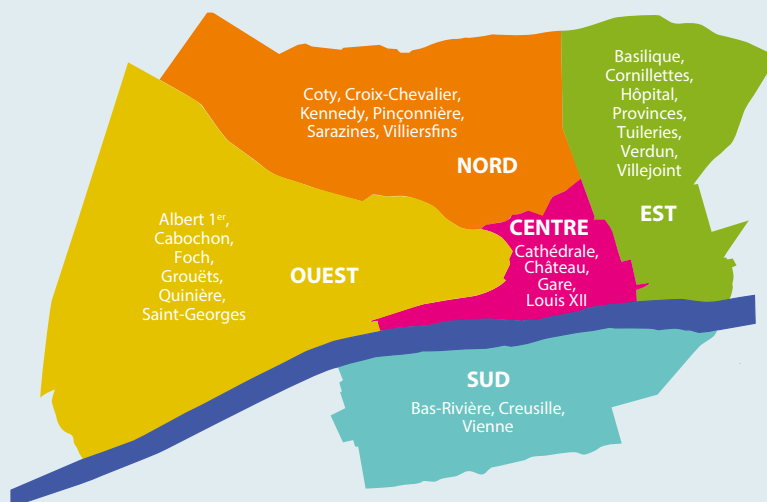 Coty, Croix-Chevalier,
Kennedy, Pinçonnière,
Sarazines, Villiersfins
NORD
Basilique,
Cornillettes,
Hôpital,
Provinces,
Tuileries,
Verdun,
Villejoint
EST
Albert 1er,
Cabochon,
Foch,
Grouëts,
Quinière,
Saint-Georges
OUEST
CENTRE
Cathédrale,
Château,
Gare,
Louis XII
SUD
Bas-Rivière, Creusille,
Vienne